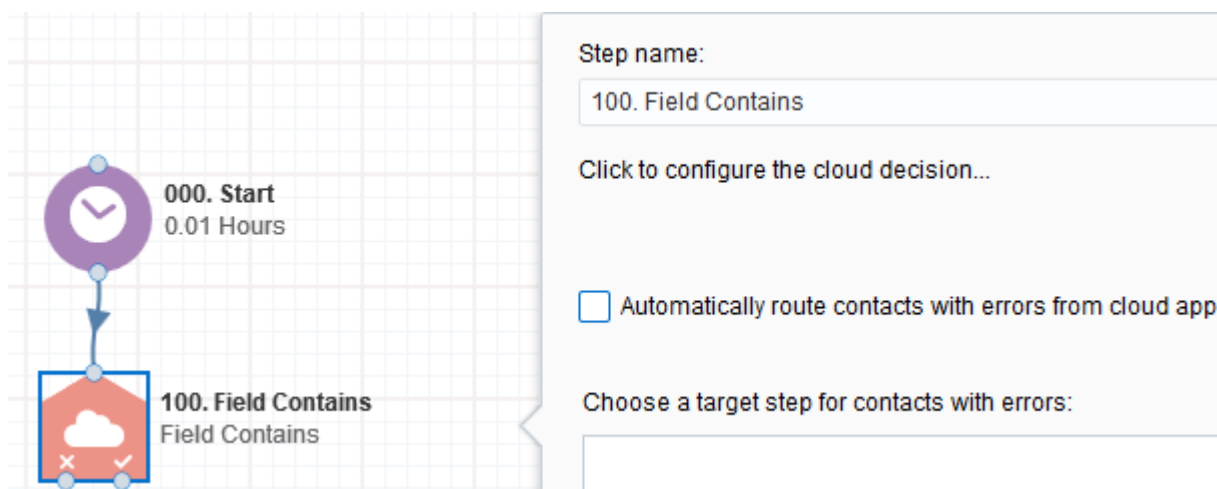 Step name:
100. Field Contains
Click to configure the cloud decision...
000. Start
0.01 Hours
Automatically route contacts with errors from cloud app
100. Field Contains
Field Contains
Choose a target step for contacts with errors: